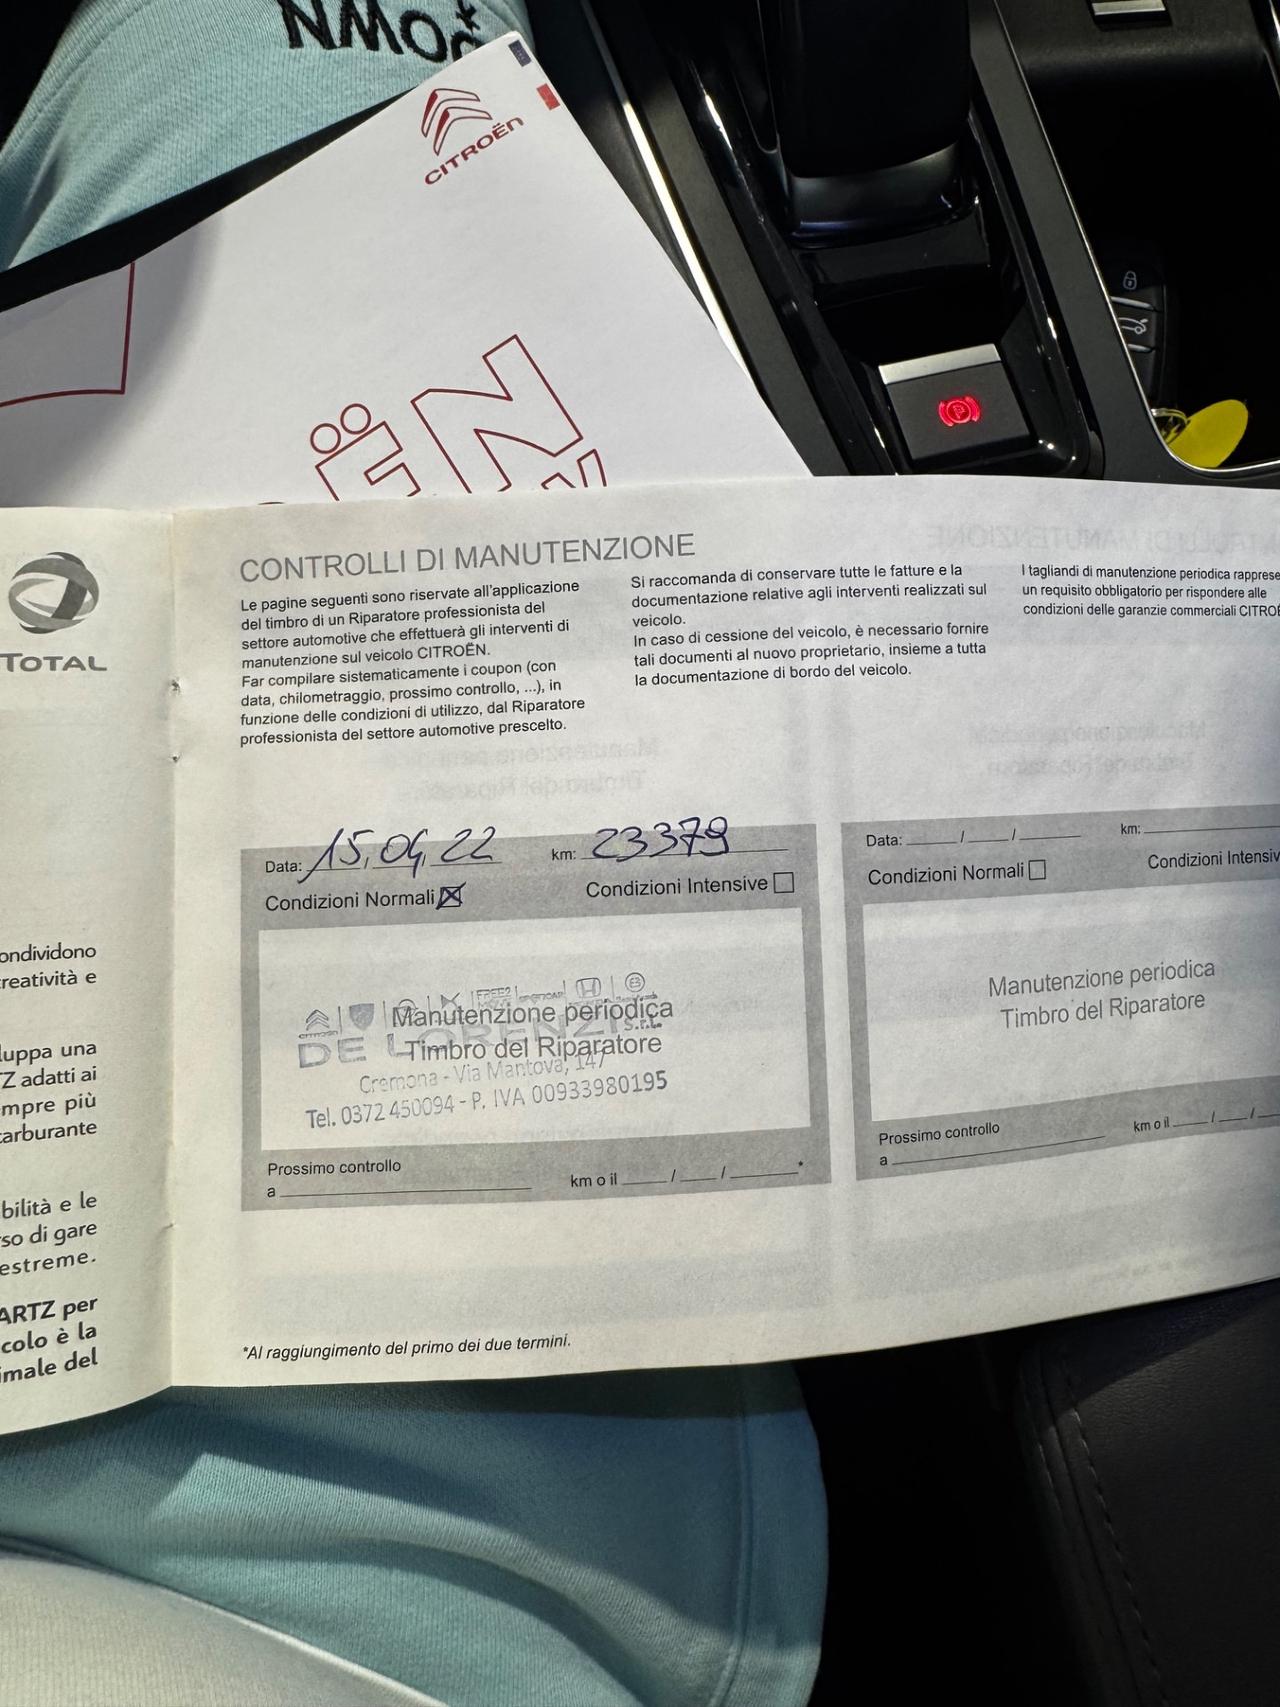 NMO
CITROËN
ËN
TOTAL
ondividono
reatività e
luppa una
Z adatti ai
mpre più
carburante
bilità e le
so di gare
estreme.
ARTZ per
colo è la
imale del
CONTROLLI DI MANUTENZIONE
Le pagine seguenti sono riservate all'applicazione
del timbro di un Riparatore professionista del
settore automotive che effettuerà gli interventi di
manutenzione sul veicolo CITROËN.
Far compilare sistematicamente i coupon (con
data, chilometraggio, prossimo controllo, ...), in
funzione delle condizioni di utilizzo, dal Riparatore
professionista del settore automotive prescelto.
Si raccomanda di conservare tutte le fatture e la
documentazione relative agli interventi realizzati sul
veicolo.
In caso di cessione del veicolo, è necessario fornire
tali documenti al nuovo proprietario, insieme a tutta
la documentazione di bordo del veicolo.
I tagliandi di manutenzione periodica rapprese
un requisito obbligatorio per rispondere alle
condizioni delle garanzie commerciali CITROË
Data: 15.04.22 km: 23379
Condizioni Normali Condizioni Intensive
Manutenzione periodica
DE LORENZI S.r.l.
Timbro del Riparatore
Cremona - Via Mantova, 147
Tel. 0372 450094 - P. IVA 00933980195
Prossimo controllo
a km o il / / *
Data: / / km:
Condizioni Normali Condizioni Intensiv
Manutenzione periodica
Timbro del Riparatore
Prossimo controllo
a km o il / /
*Al raggiungimento del primo dei due termini.